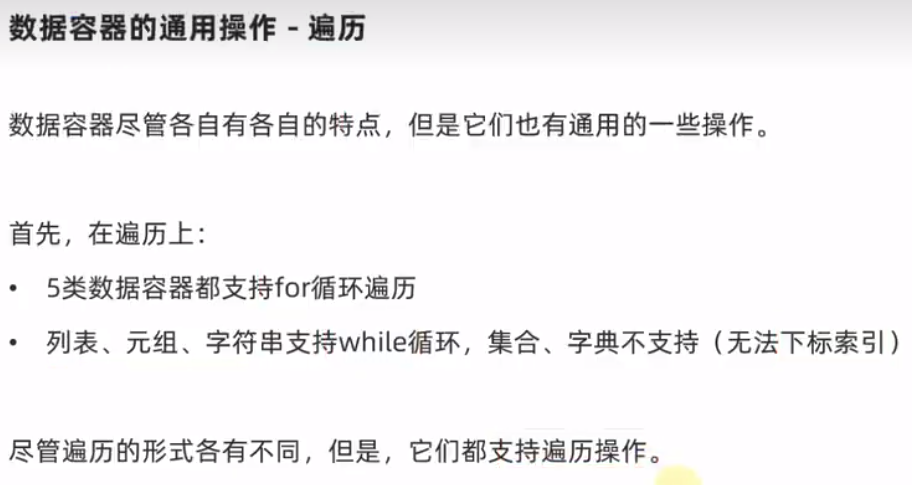 数据容器的通用操作 - 遍历
数据容器尽管各自有各自的特点，但是它们也有通用的一些操作。
首先，在遍历上：
• 5类数据容器都支持for循环遍历
• 列表、元组、字符串支持while循环，集合、字典不支持（无法下标索引）
尽管遍历的形式各有不同，但是，它们都支持遍历操作。